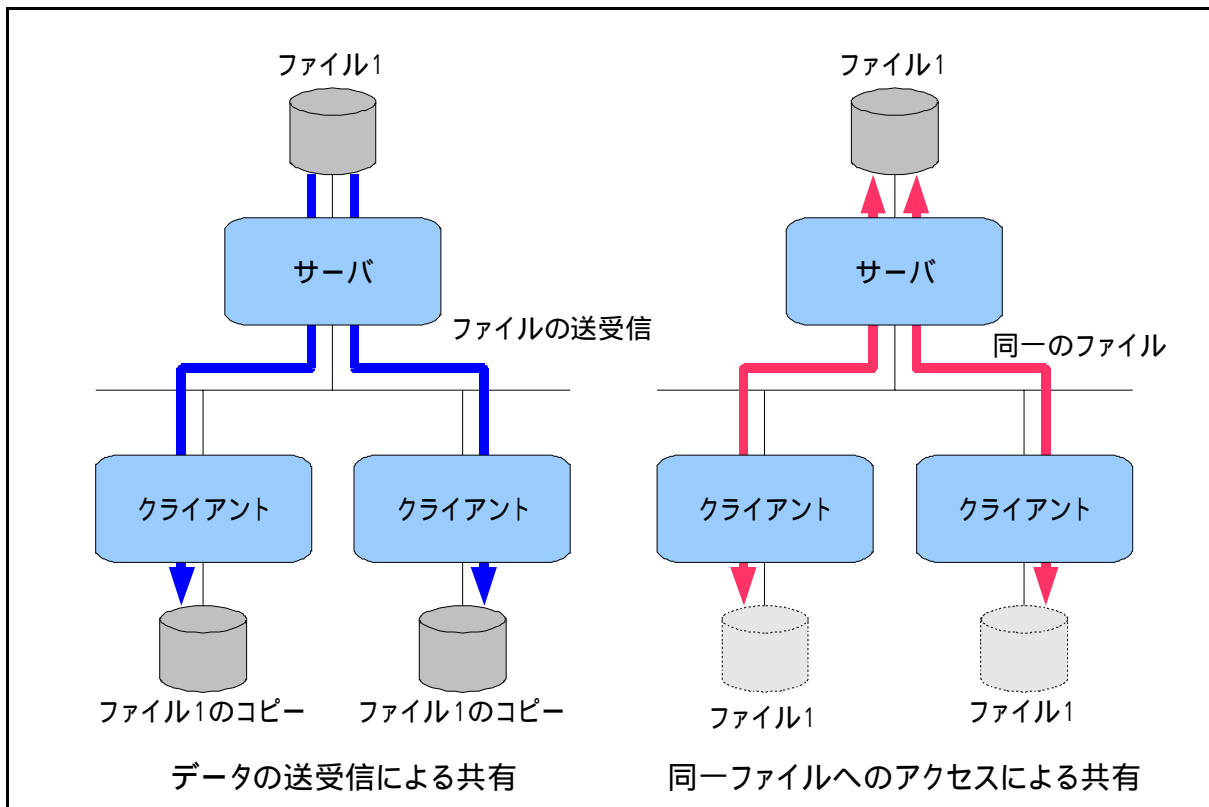 ファイル1
サーバ
ファイルの送受信
クライアント
クライアント
ファイル1のコピー
ファイル1のコピー
データの送受信による共有
ファイル1
サーバ
同一のファイル
クライアント
クライアント
ファイル1
ファイル1
同一ファイルへのアクセスによる共有